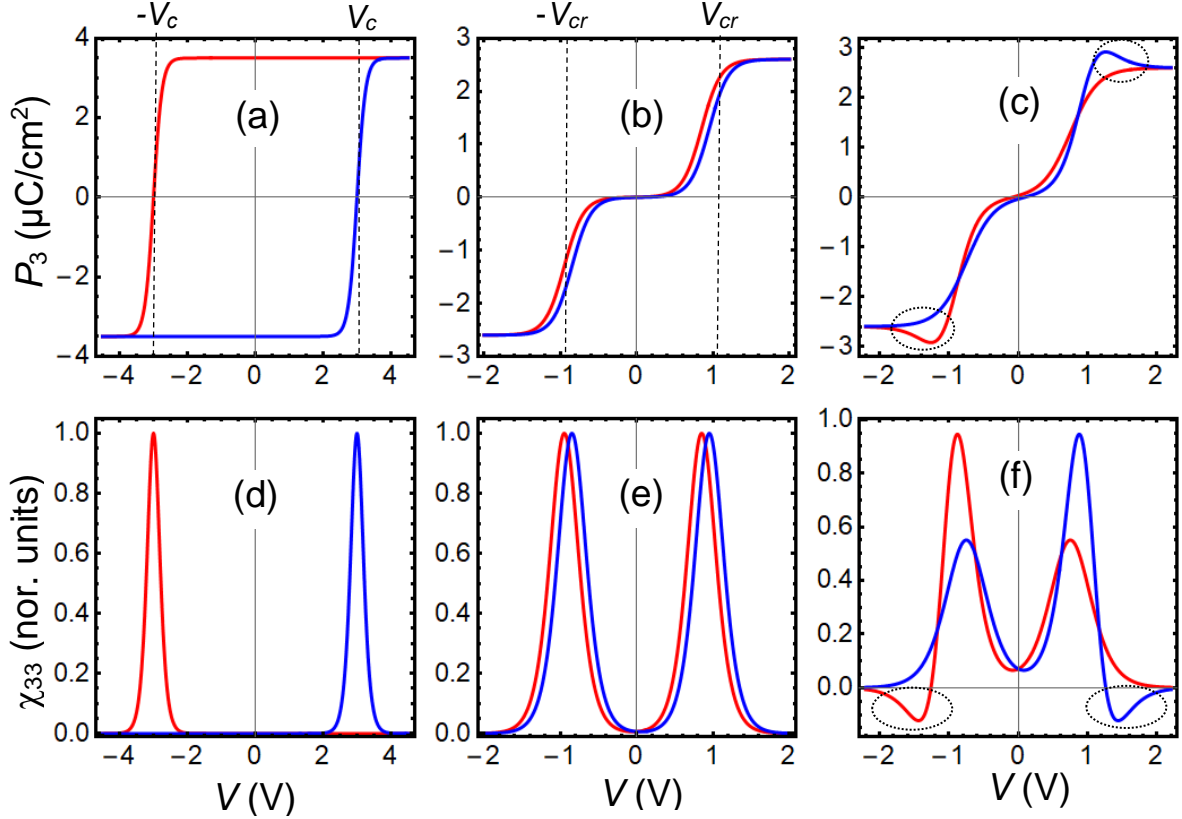 -Vc Vc -Vcr Vcr
4 3 3
2 2 2
(a) (b) (c)
1 1
0 0 0
P3 (μC/cm²)
−1 −1
−2 −2 −2
−4 −3 −3
−4 −2 0 2 4 −2 −1 0 1 2 −2 −1 0 1 2
1.0 1.0 1.0
0.8 0.8 0.8
(d) (e) (f)
0.6 0.6 0.6
χ33 (nor. units)
0.4 0.4 0.4
0.2 0.2 0.2
0.0
0.0 0.0
−4 −2 0 2 4 −2 −1 0 1 2 −2 −1 0 1 2
V (V) V (V) V (V)